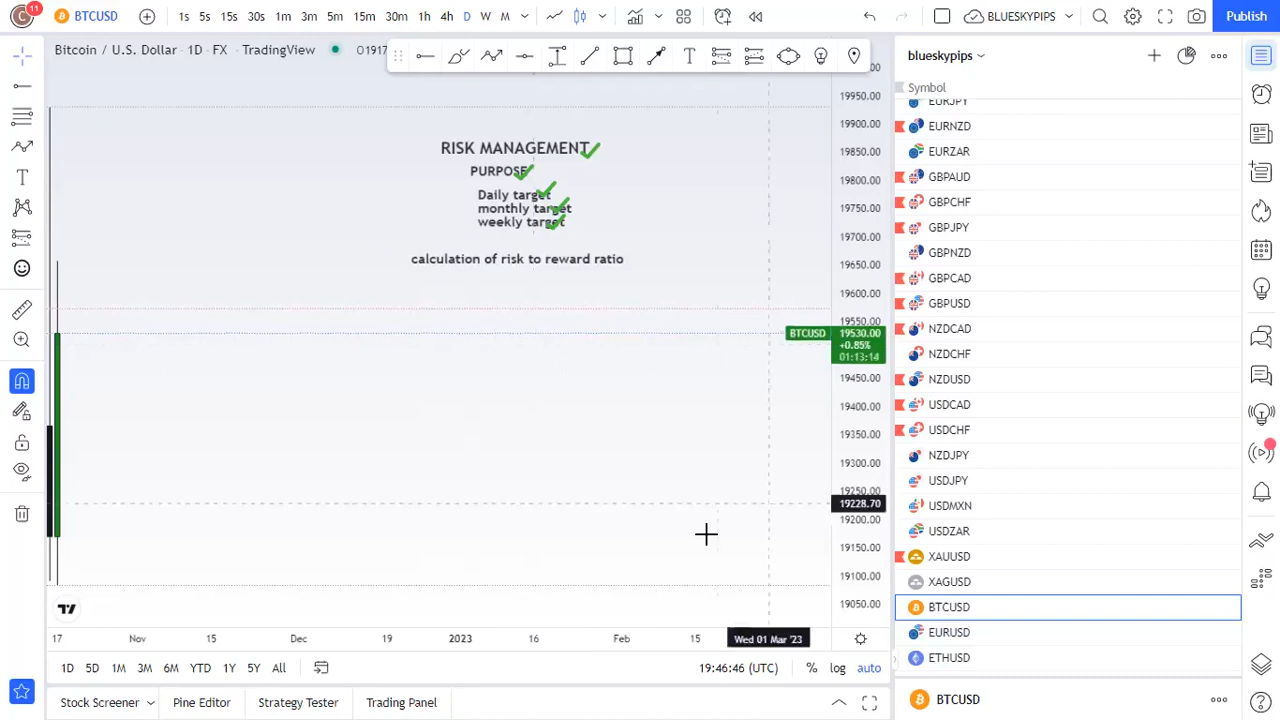 C 11 BTCUSD 1s 5s 15s 30s 1m 3m 5m 15m 30m 1h 4h D W M BLUESKYPIPS Publish
Bitcoin / U.S. Dollar · 1D · FX · TradingView O1917
blueskypips
Symbol
RISK MANAGEMENT
PURPOSE
Daily target
monthly target
weekly target
calculation of risk to reward ratio
00
19950.00
19900.00
19850.00
19800.00
19750.00
19700.00
19650.00
19600.00
19550.00
BTCUSD 19530.00
+0.85%
01:13:14
19450.00
19400.00
19350.00
19300.00
19250.00
19228.70
19200.00
19150.00
19100.00
19050.00
17 Nov 15 Dec 19 2023 16 Feb 15 Wed 01 Mar '23
1D 5D 1M 3M 6M YTD 1Y 5Y All 19:46:46 (UTC) % log auto
Stock Screener Pine Editor Strategy Tester Trading Panel
EURJPY
EURNZD
EURZAR
GBPAUD
GBPCHF
GBPJPY
GBPNZD
GBPCAD
GBPUSD
NZDCAD
NZDCHF
NZDUSD
USDCAD
USDCHF
NZDJPY
USDJPY
USDMXN
USDZAR
XAUUSD
XAGUSD
BTCUSD
EURUSD
ETHUSD
BTCUSD